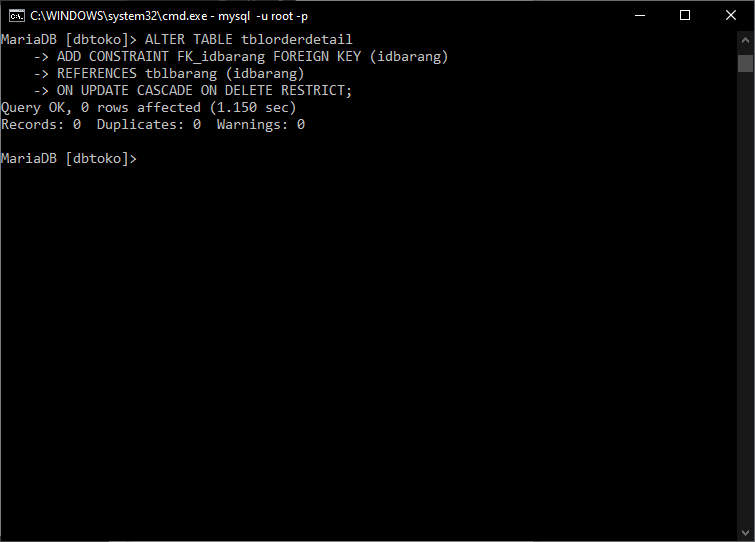 C:\WINDOWS\system32\cmd.exe - mysql  -u root -p
MariaDB [dbtoko]> ALTER TABLE tblorderdetail
    -> ADD CONSTRAINT FK_idbarang FOREIGN KEY (idbarang)
    -> REFERENCES tblbarang (idbarang)
    -> ON UPDATE CASCADE ON DELETE RESTRICT;
Query OK, 0 rows affected (1.150 sec)
Records: 0  Duplicates: 0  Warnings: 0
MariaDB [dbtoko]>